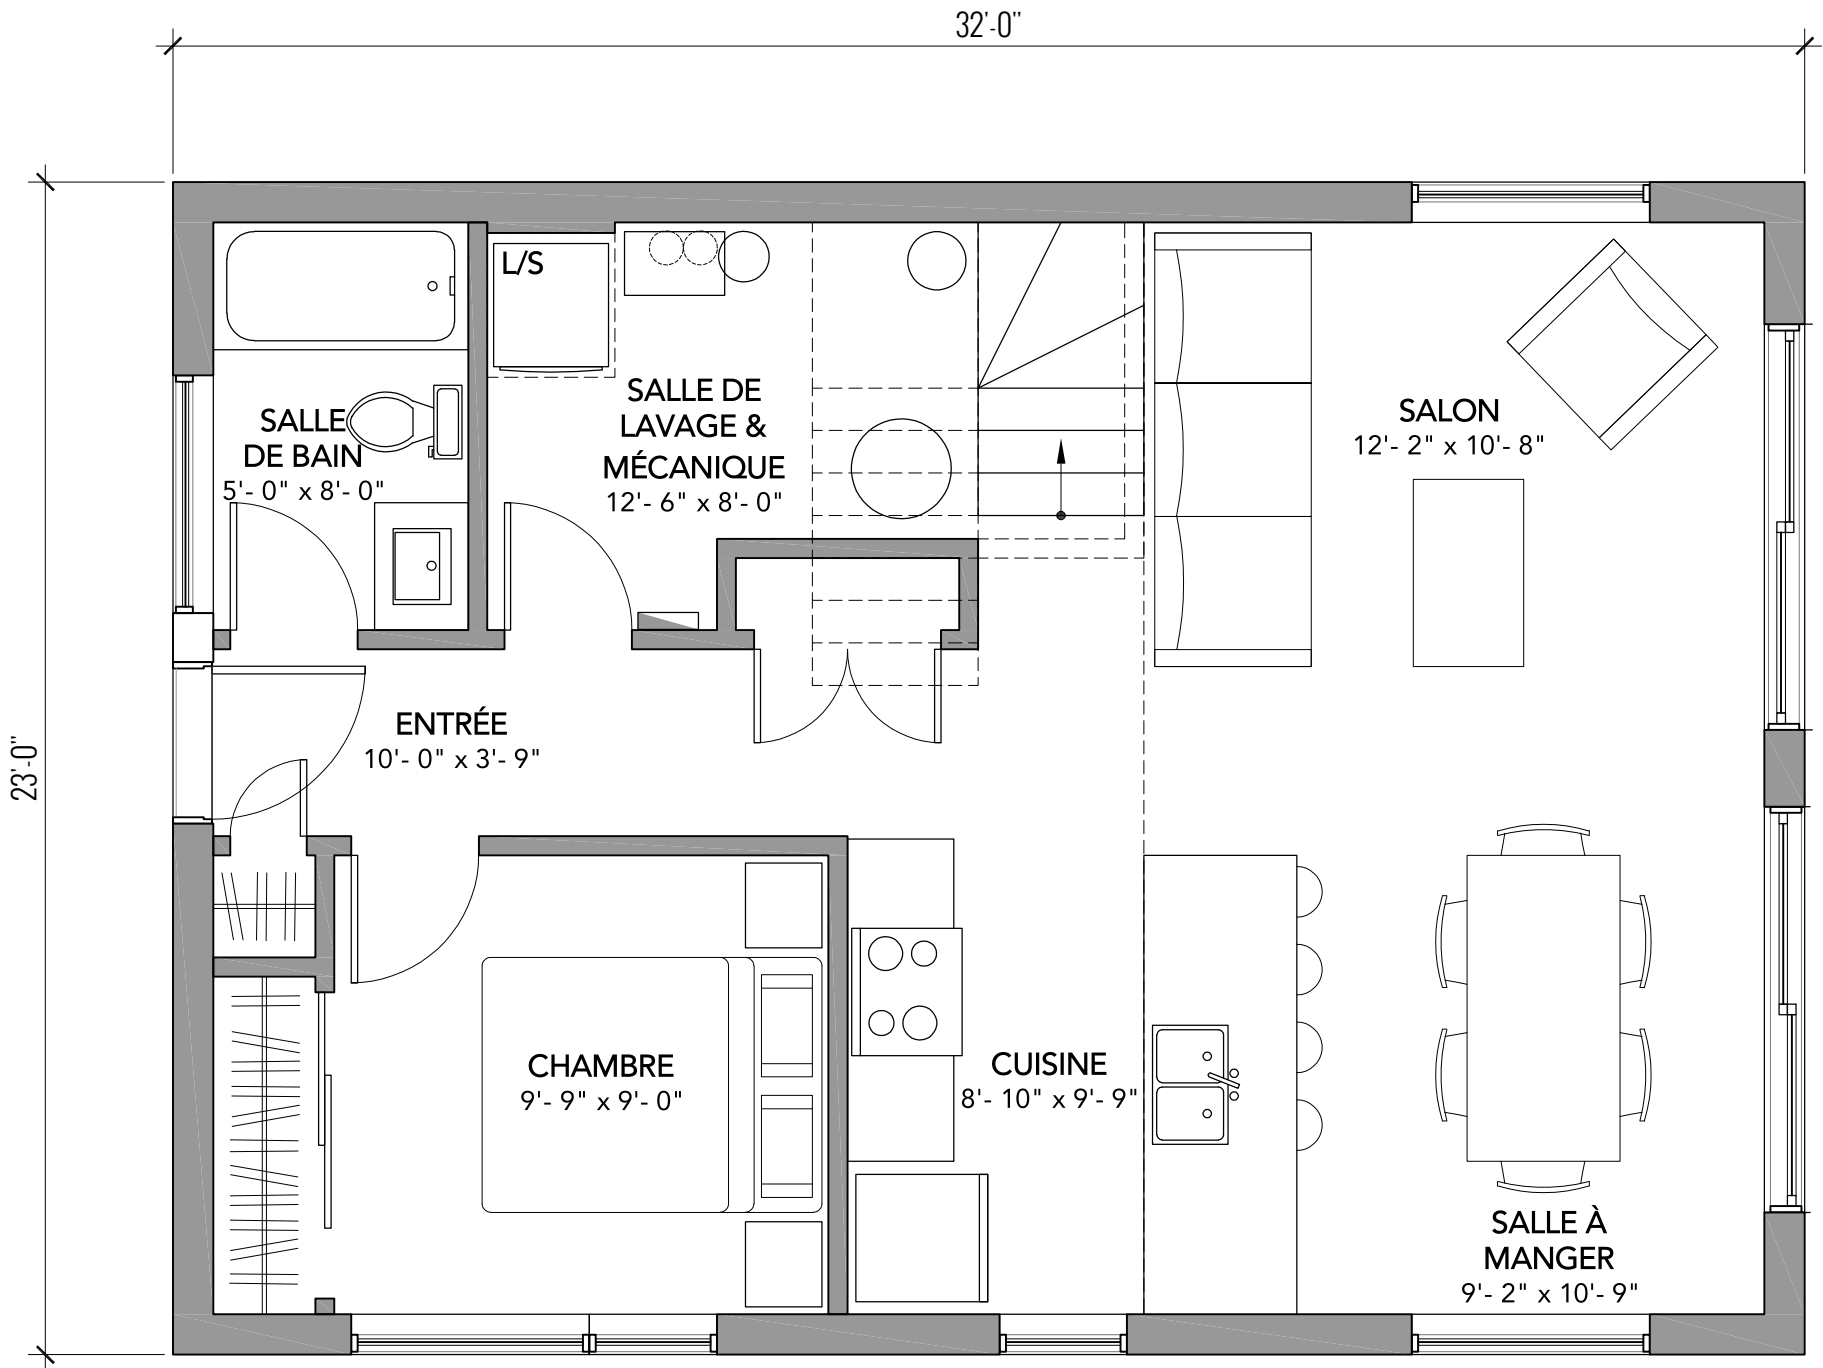 32'-0"
23'-0"
L/S
SALLE
DE BAIN
5'- 0" x 8'- 0"
SALLE DE
LAVAGE &
MÉCANIQUE
12'- 6" x 8'- 0"
SALON
12'- 2" x 10'- 8"
ENTRÉE
10'- 0" x 3'- 9"
CHAMBRE
9'- 9" x 9'- 0"
CUISINE
8'- 10" x 9'- 9"
SALLE À
MANGER
9'- 2" x 10'- 9"